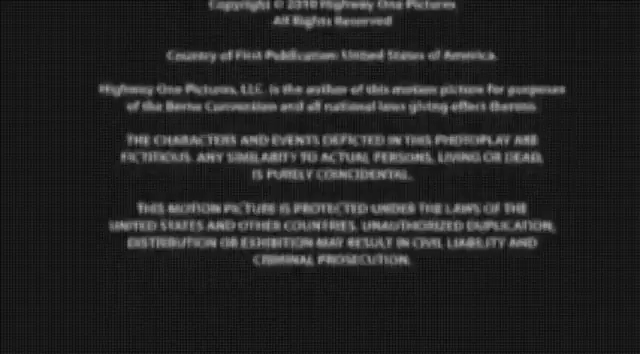 Copyright © 2010 Highway One Pictures
All Rights Reserved
Country of First Publication: United States of America.
Highway One Pictures, LLC. is the author of this motion picture for purposes
of the Berne Convention and all national laws giving effect thereto.
THE CHARACTERS AND EVENTS DEPICTED IN THIS PHOTOPLAY ARE
FICTITIOUS. ANY SIMILARITY TO ACTUAL PERSONS, LIVING OR DEAD,
IS PURELY COINCIDENTAL.
THIS MOTION PICTURE IS PROTECTED UNDER THE LAWS OF THE
UNITED STATES AND OTHER COUNTRIES. UNAUTHORIZED DUPLICATION,
DISTRIBUTION OR EXHIBITION MAY RESULT IN CIVIL LIABILITY AND
CRIMINAL PROSECUTION.